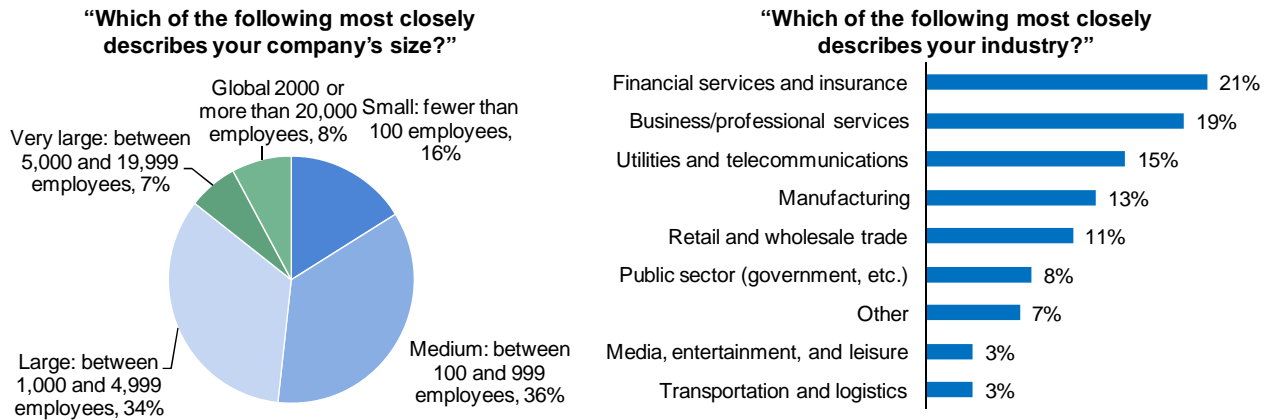 “Which of the following most closely
describes your company’s size?”
Global 2000 or
more than 20,000
employees, 8%
Small: fewer than
100 employees,
16%
Very large: between
5,000 and 19,999
employees, 7%
Large: between
1,000 and 4,999
employees, 34%
Medium: between
100 and 999
employees, 36%
“Which of the following most closely
describes your industry?”
Financial services and insurance 21%
Business/professional services 19%
Utilities and telecommunications 15%
Manufacturing 13%
Retail and wholesale trade 11%
Public sector (government, etc.) 8%
Other 7%
Media, entertainment, and leisure 3%
Transportation and logistics 3%